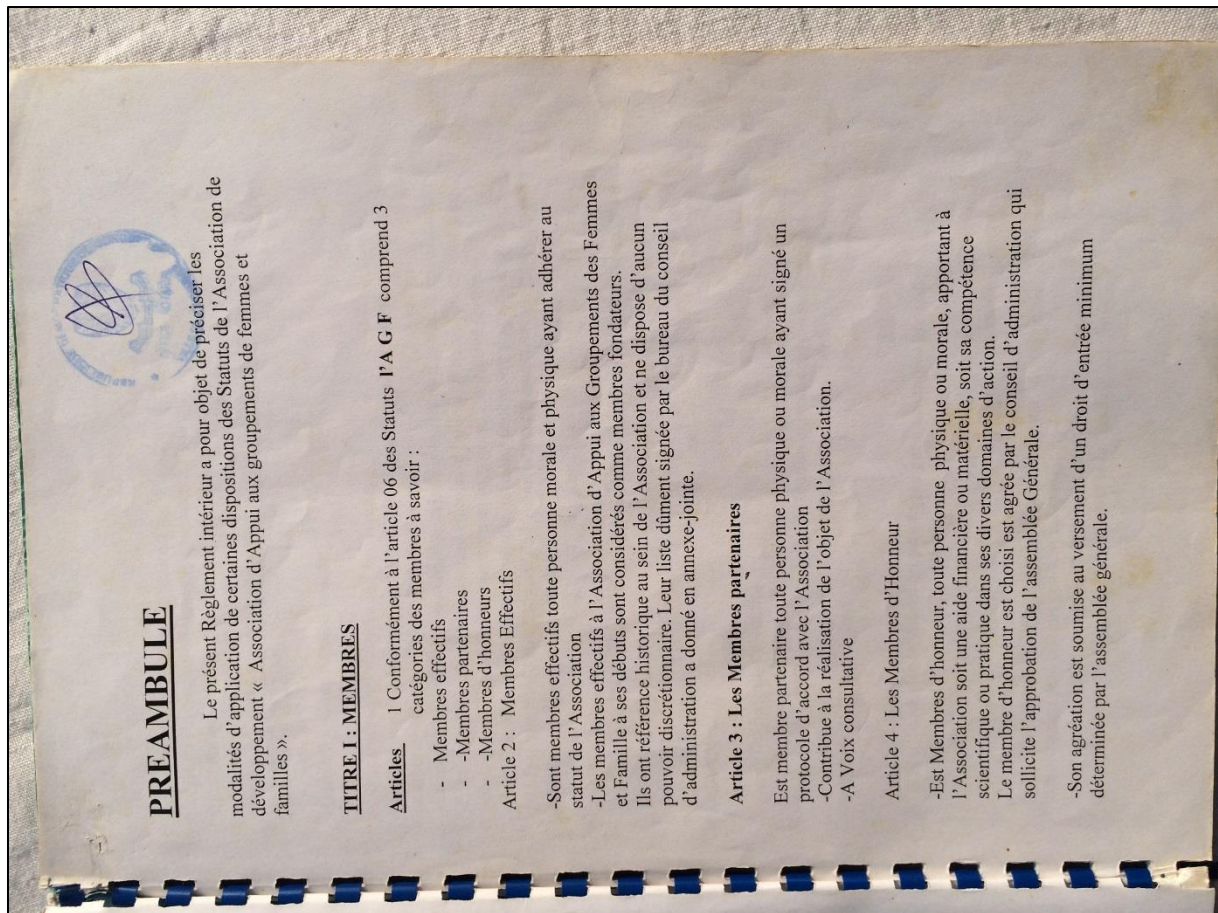 PREAMBULE
Le présent Règlement intérieur a pour objet de préciser les
modalités d'application de certaines dispositions des Statuts de l'Association de
développement « Association d'Appui aux groupements de femmes et
familles ».
TITRE I : MEMBRES
Articles 1 Conformément à l'article 06 des Statuts l'A G F comprend 3
catégories des membres à savoir :
- Membres effectifs
- -Membres partenaires
- -Membres d'honneurs
Article 2 : Membres Effectifs
-Sont membres effectifs toute personne morale et physique ayant adhérer au
statut de l'Association
-Les membres effectifs à l'Association d'Appui aux Groupements des Femmes
et Famille à ses débuts sont considérés comme membres fondateurs.
Ils ont référence historique au sein de l'Association et ne dispose d'aucun
pouvoir discrétionnaire. Leur liste dûment signée par le bureau du conseil
d'administration a donné en annexe-jointe.
Article 3 : Les Membres partenaires
Est membre partenaire toute personne physique ou morale ayant signé un
protocole d'accord avec l'Association
-Contribue à la réalisation de l'objet de l'Association.
-A Voix consultative
Article 4 : Les Membres d'Honneur
-Est Membres d'honneur, toute personne physique ou morale, apportant à
l'Association soit une aide financière ou matérielle, soit sa compétence
scientifique ou pratique dans ses divers domaines d'action.
Le membre d'honneur est choisi est agrée par le conseil d'administration qui
sollicite l'approbation de l'assemblée Générale.
-Son agréation est soumise au versement d'un droit d'entrée minimum
déterminée par l'assemblée générale.